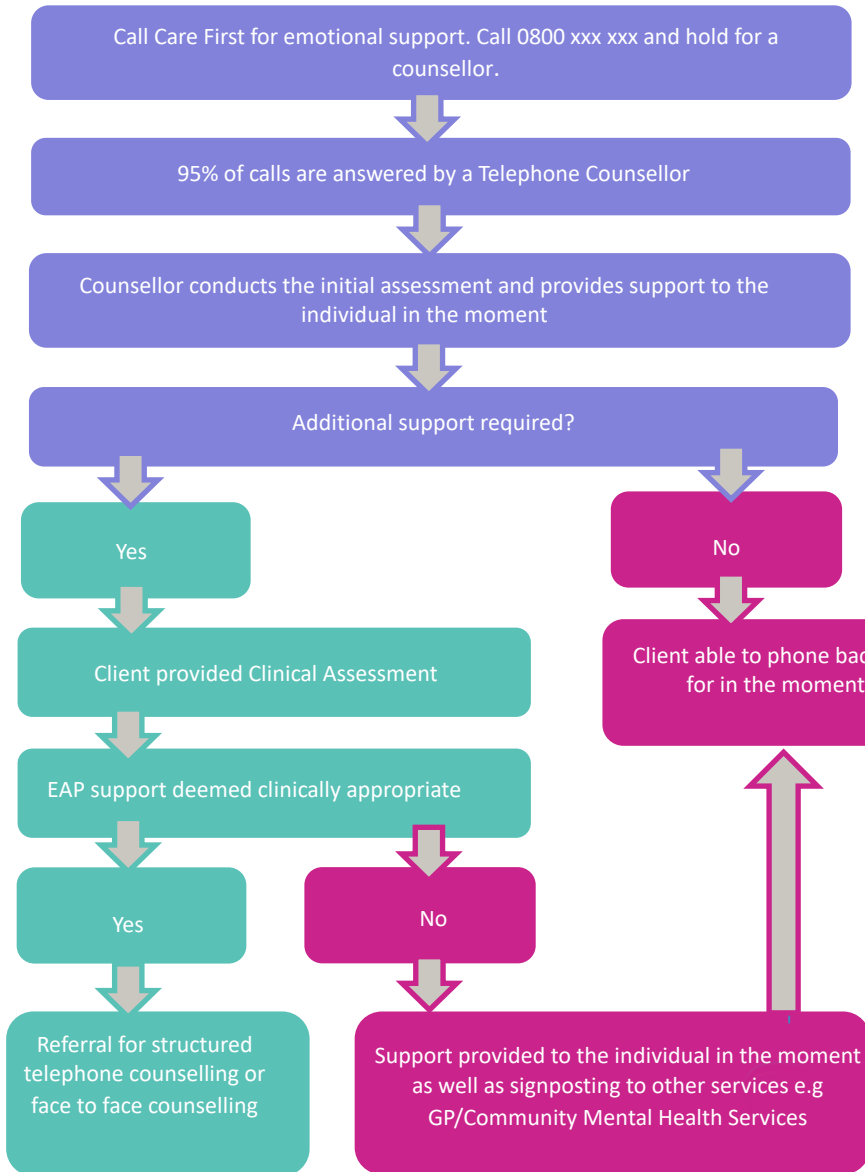 Call Care First for emotional support. Call 0800 xxx xxx and hold for a
counsellor.
95% of calls are answered by a Telephone Counsellor
Counsellor conducts the initial assessment and provides support to the
individual in the moment
Additional support required?
Yes
No
Client provided Clinical Assessment
Client able to phone
for in the moment
EAP support deemed clinically appropriate
Yes
No
Referral for structured
telephone counselling or
face to face counselling
Support provided to the individual in the moment
as well as signposting to other services e.g
GP/Community Mental Health Services